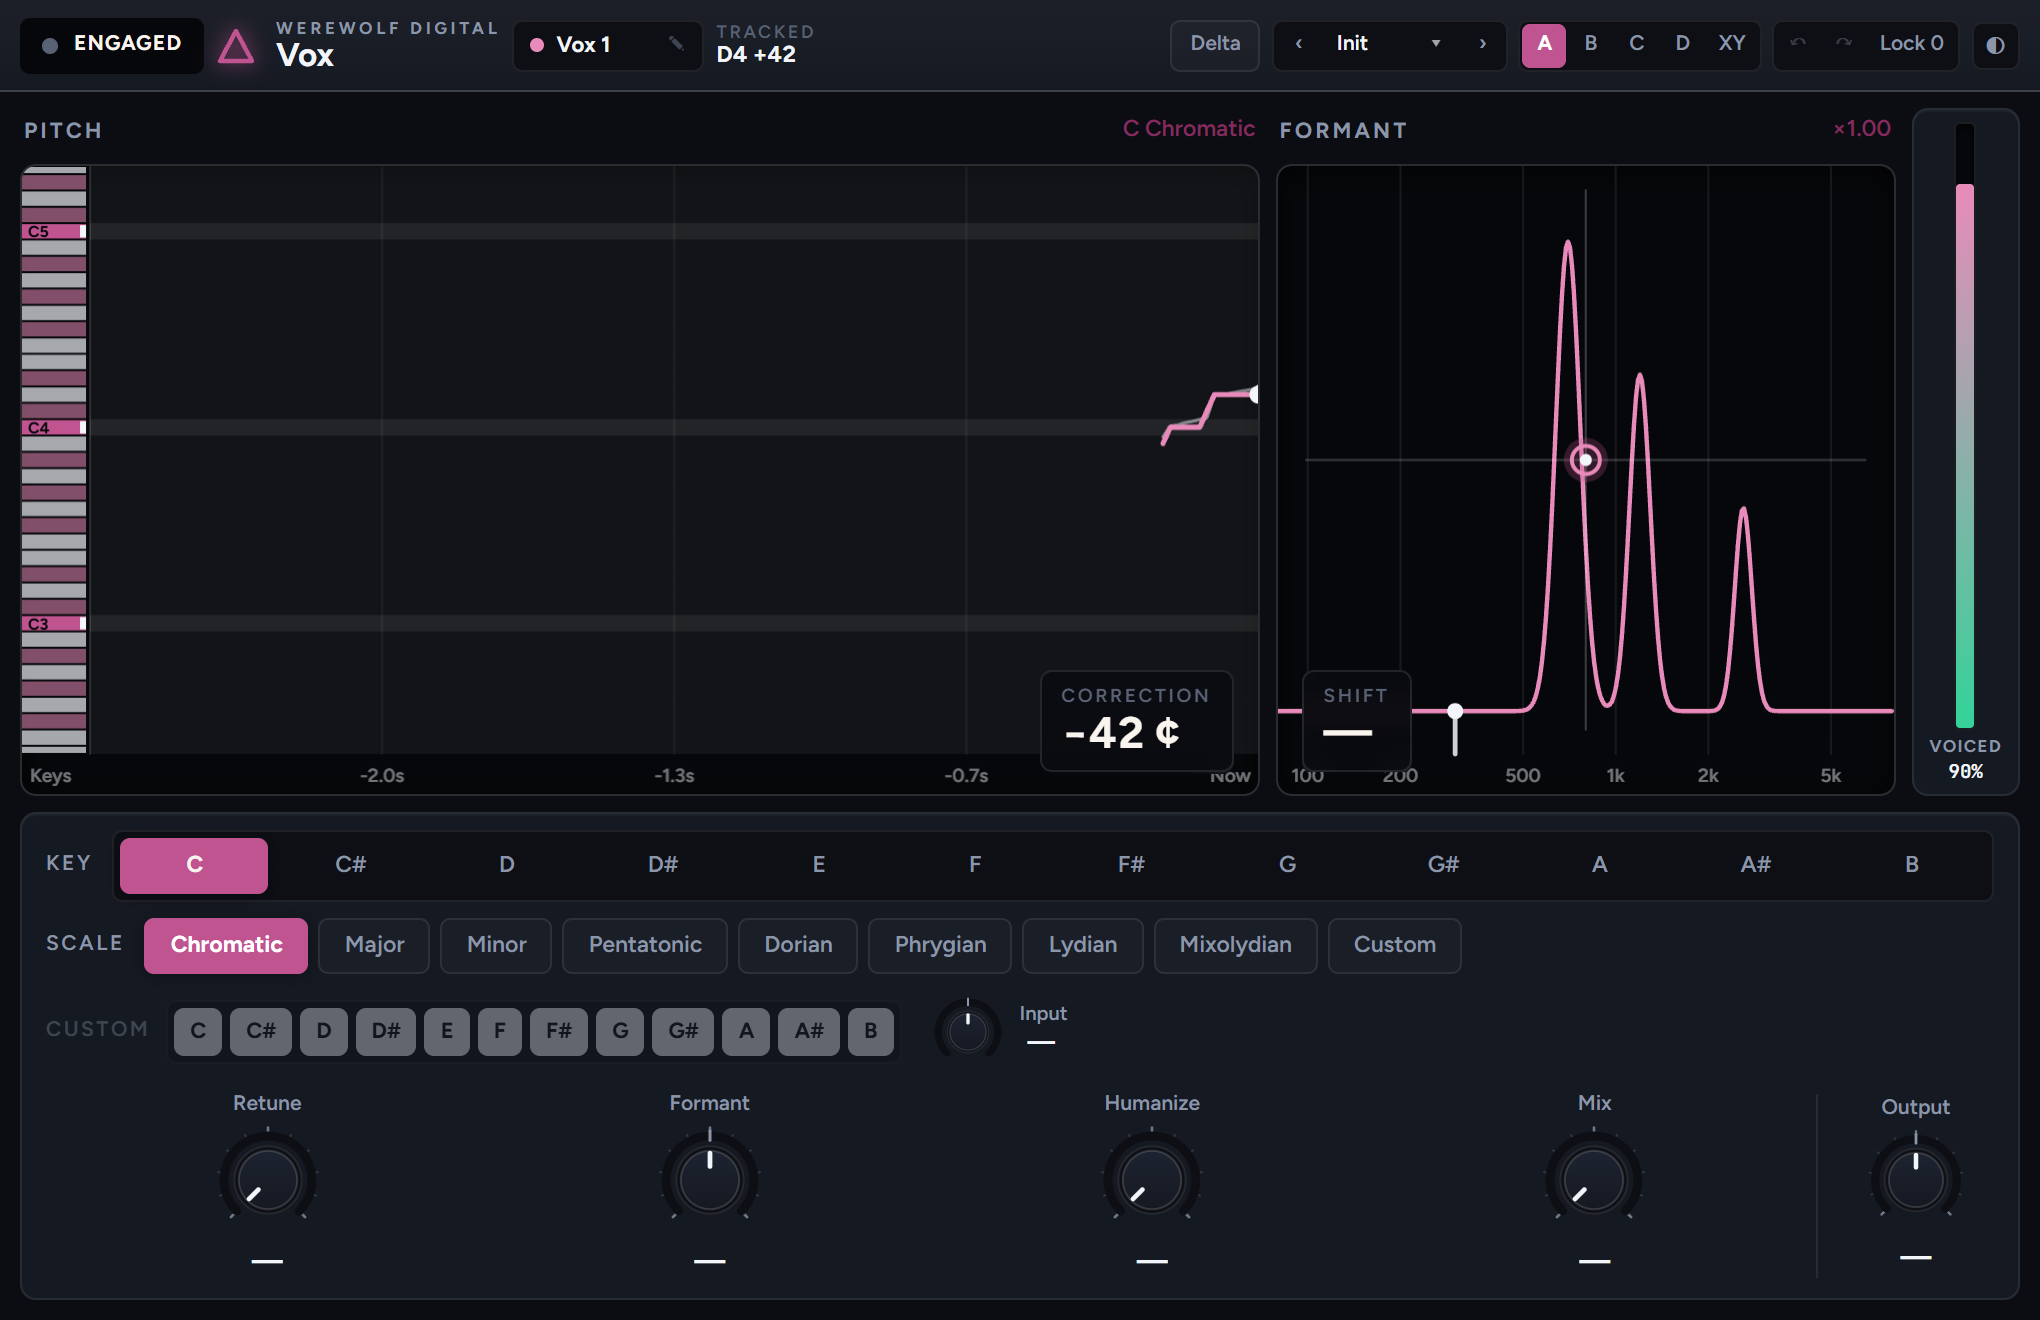 ENGAGED
WEREWOLF DIGITAL
Vox
Vox 1
TRACKED
D4 +42
Delta
‹ Init ▾ ›
A B C D XY
Lock 0
PITCH
C Chromatic
FORMANT
×1.00
C5
C4
C3
CORRECTION
-42 ¢
Keys -2.0s -1.3s -0.7s Now
SHIFT
—
100 200 500 1k 2k 5k
VOICED
90%
KEY C C# D D# E F F# G G# A A# B
SCALE Chromatic Major Minor Pentatonic Dorian Phrygian Lydian Mixolydian Custom
CUSTOM C C# D D# E F F# G G# A A# B
Input
—
Retune Formant Humanize Mix Output
— — — — —